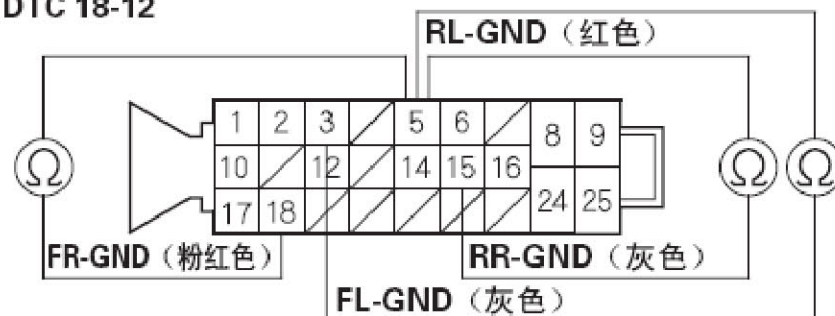 DTC 18-12
RL-GND（红色）
1 2 3 5 6 8 9
Ω 10 12 14 15 16 Ω Ω
17 18 24 25
FR-GND（粉红色） RR-GND（灰色）
FL-GND（灰色）